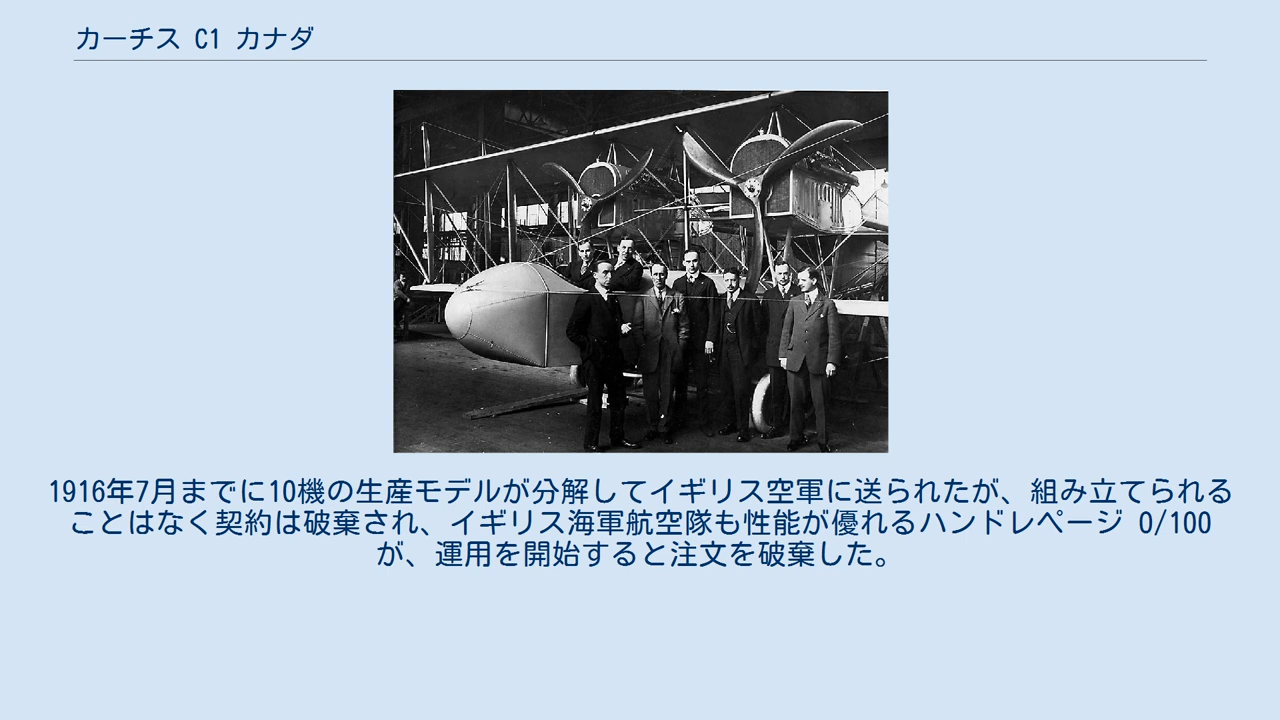 カーチス C1 カナダ
1916年7月までに10機の生産モデルが分解してイギリス空軍に送られたが、組み立てられる
ことはなく契約は破棄され、イギリス海軍航空隊も性能が優れるハンドレページ 0/100
が、運用を開始すると注文を破棄した。